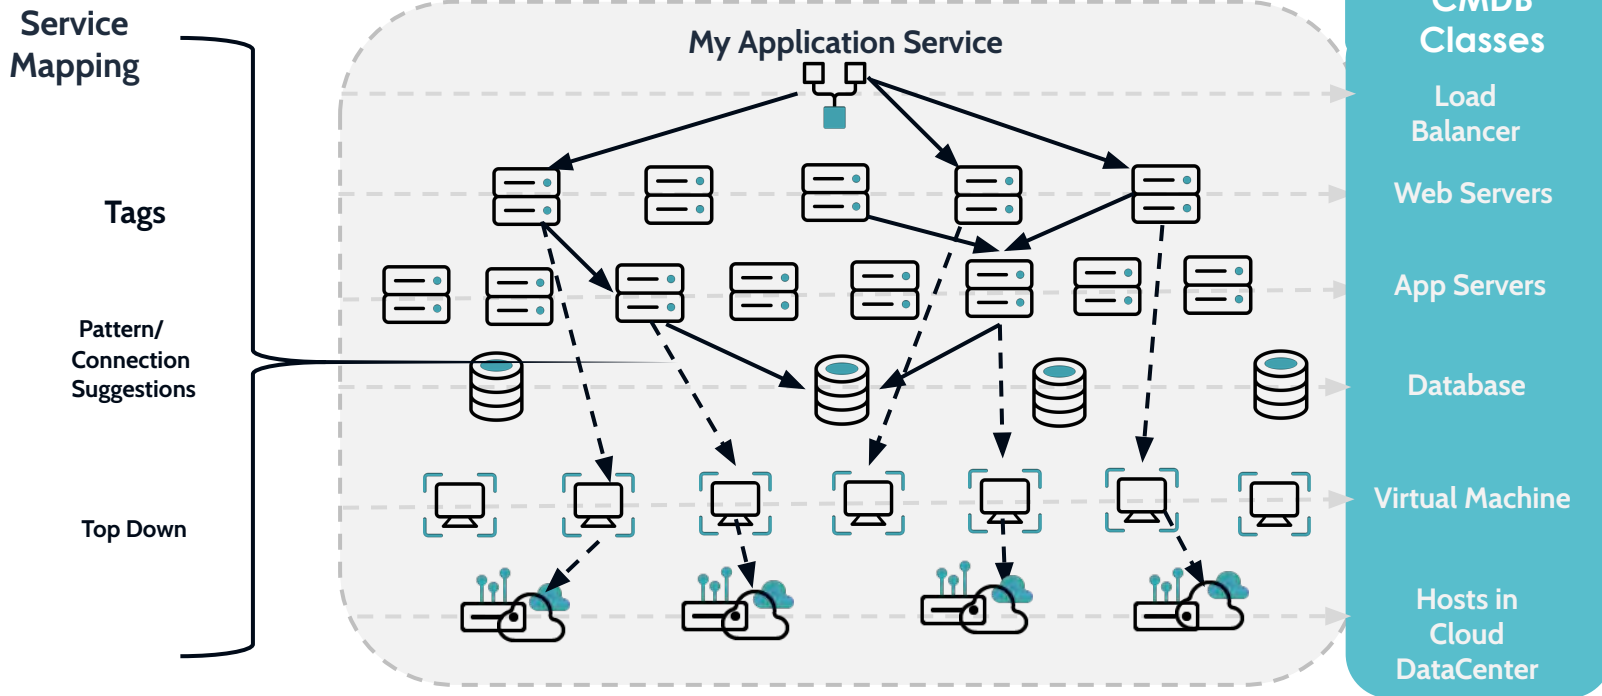 Service
Mapping
Tags
Pattern/
Connection
Suggestions
Top Down
My Application Service
CMDB
Classes
Load
Balancer
Web Servers
App Servers
Database
Virtual Machine
Hosts in
Cloud
DataCenter